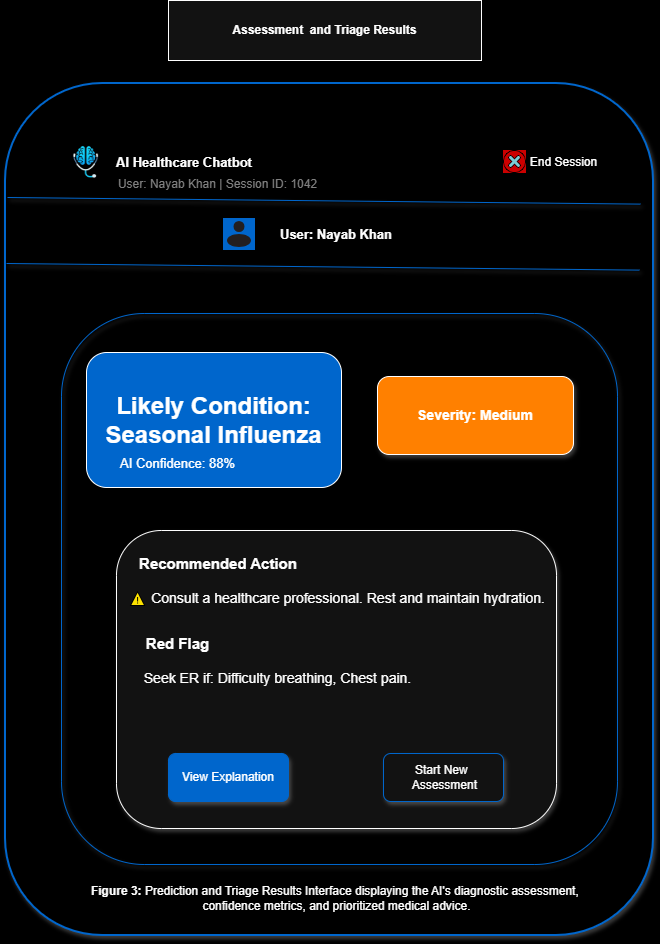 Assessment and Triage Results
AI Healthcare Chatbot
End Session
User: Nayab Khan | Session ID: 1042
User: Nayab Khan
Likely Condition:
Seasonal Influenza
AI Confidence: 88%
Severity: Medium
Recommended Action
Consult a healthcare professional. Rest and maintain hydration.
Red Flag
Seek ER if: Difficulty breathing, Chest pain.
View Explanation
Start New
Assessment
Figure 3: Prediction and Triage Results Interface displaying the AI's diagnostic assessment,
confidence metrics, and prioritized medical advice.